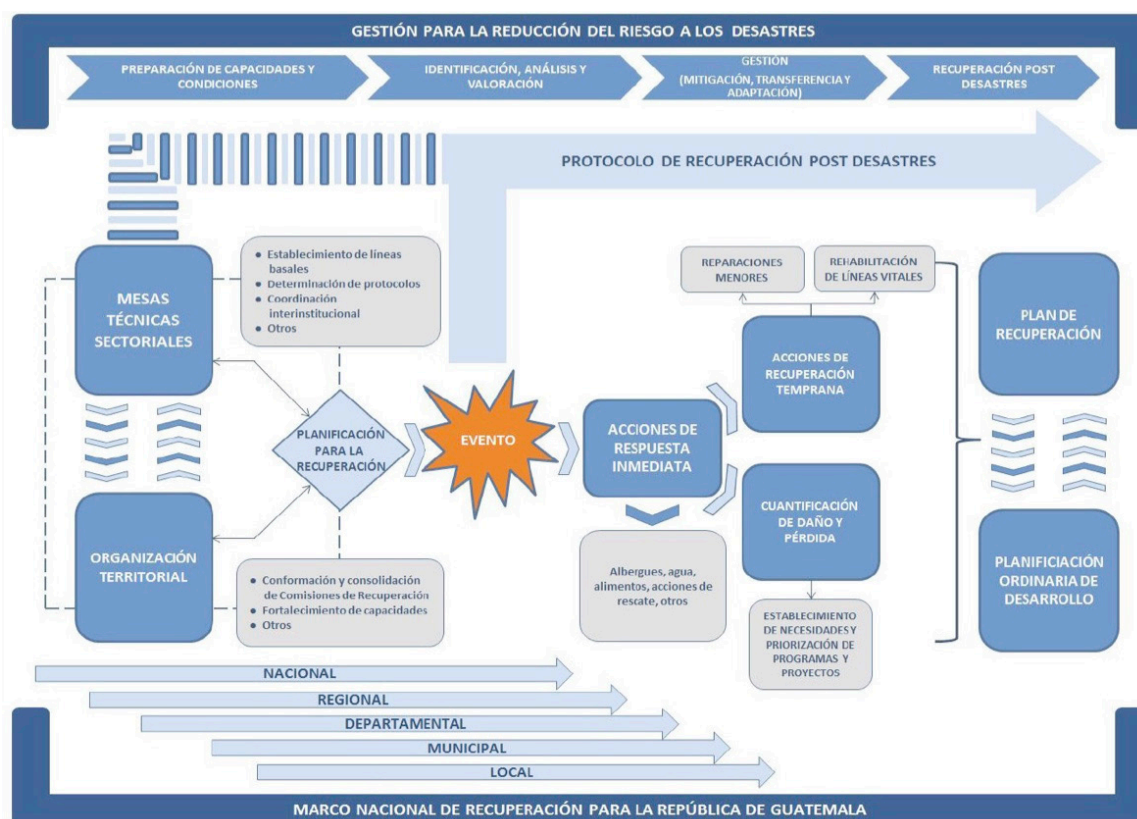 GESTIÓN PARA LA REDUCCIÓN DEL RIESGO A LOS DESASTRES
PREPARACIÓN DE CAPACIDADES Y
CONDICIONES
IDENTIFICACIÓN, ANÁLISIS Y
VALORACIÓN
GESTIÓN
(MITIGACIÓN, TRANSFERENCIA Y
ADAPTACIÓN)
RECUPERACIÓN POST
DESASTRES
PROTOCOLO DE RECUPERACIÓN POST DESASTRES
MESAS
TÉCNICAS
SECTORIALES
• Establecimiento de líneas
basales
• Determinación de protocolos
• Coordinación
interinstitucional
• Otros
PLANIFICACIÓN
PARA LA
RECUPERACIÓN
ORGANIZACIÓN
TERRITORIAL
• Conformación y consolidación
de Comisiones de Recuperación
• Fortalecimiento de capacidades
• Otros
EVENTO
ACCIONES DE
RESPUESTA
INMEDIATA
Albergues, agua,
alimentos, acciones de
rescate, otros
REPARACIONES
MENORES
REHABILITACIÓN
DE LÍNEAS VITALES
ACCIONES DE
RECUPERACIÓN
TEMPRANA
CUANTIFICACIÓN
DE DAÑO Y
PÉRDIDA
ESTABLECIMIENTO
DE NECESIDADES Y
PRIORIZACIÓN DE
PROGRAMAS Y
PROYECTOS
PLAN DE
RECUPERACIÓN
PLANIFICIACIÓN
ORDINARIA DE
DESARROLLO
NACIONAL
REGIONAL
DEPARTAMENTAL
MUNICIPAL
LOCAL
MARCO NACIONAL DE RECUPERACIÓN PARA LA REPÚBLICA DE GUATEMALA